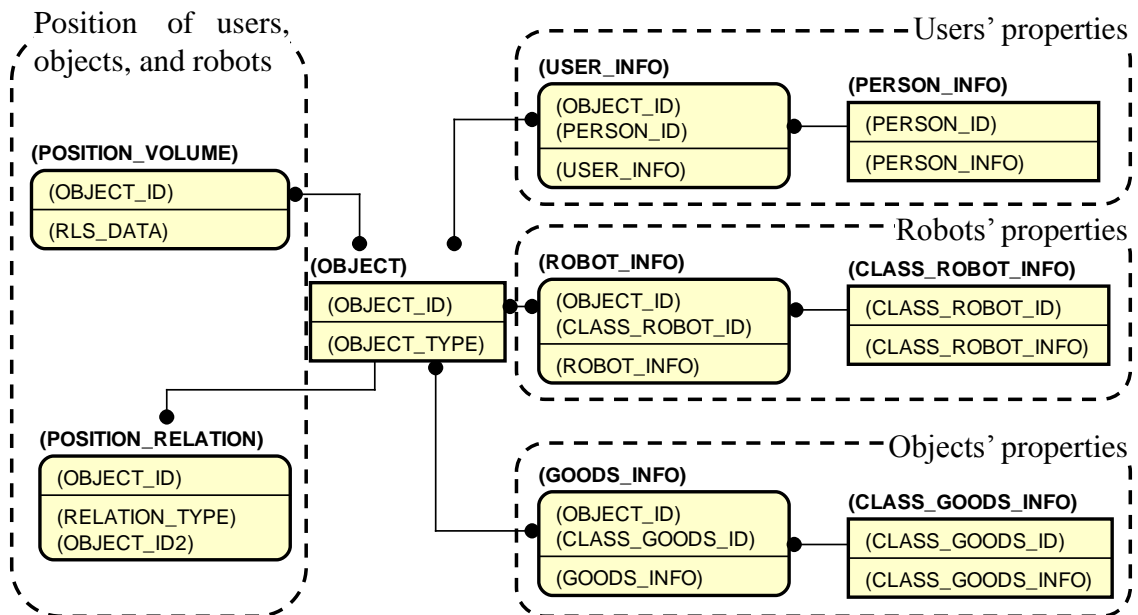 Position of users,
objects, and robots
(POSITION_VOLUME)
(OBJECT_ID)
(RLS_DATA)
(POSITION_RELATION)
(OBJECT_ID)
(RELATION_TYPE)
(OBJECT_ID2)
(OBJECT)
(OBJECT_ID)
(OBJECT_TYPE)
Users’ properties
(USER_INFO)
(OBJECT_ID)
(PERSON_ID)
(USER_INFO)
(PERSON_INFO)
(PERSON_ID)
(PERSON_INFO)
Robots’ properties
(ROBOT_INFO)
(OBJECT_ID)
(CLASS_ROBOT_ID)
(ROBOT_INFO)
(CLASS_ROBOT_INFO)
(CLASS_ROBOT_ID)
(CLASS_ROBOT_INFO)
Objects’ properties
(GOODS_INFO)
(OBJECT_ID)
(CLASS_GOODS_ID)
(GOODS_INFO)
(CLASS_GOODS_INFO)
(CLASS_GOODS_ID)
(CLASS_GOODS_INFO)